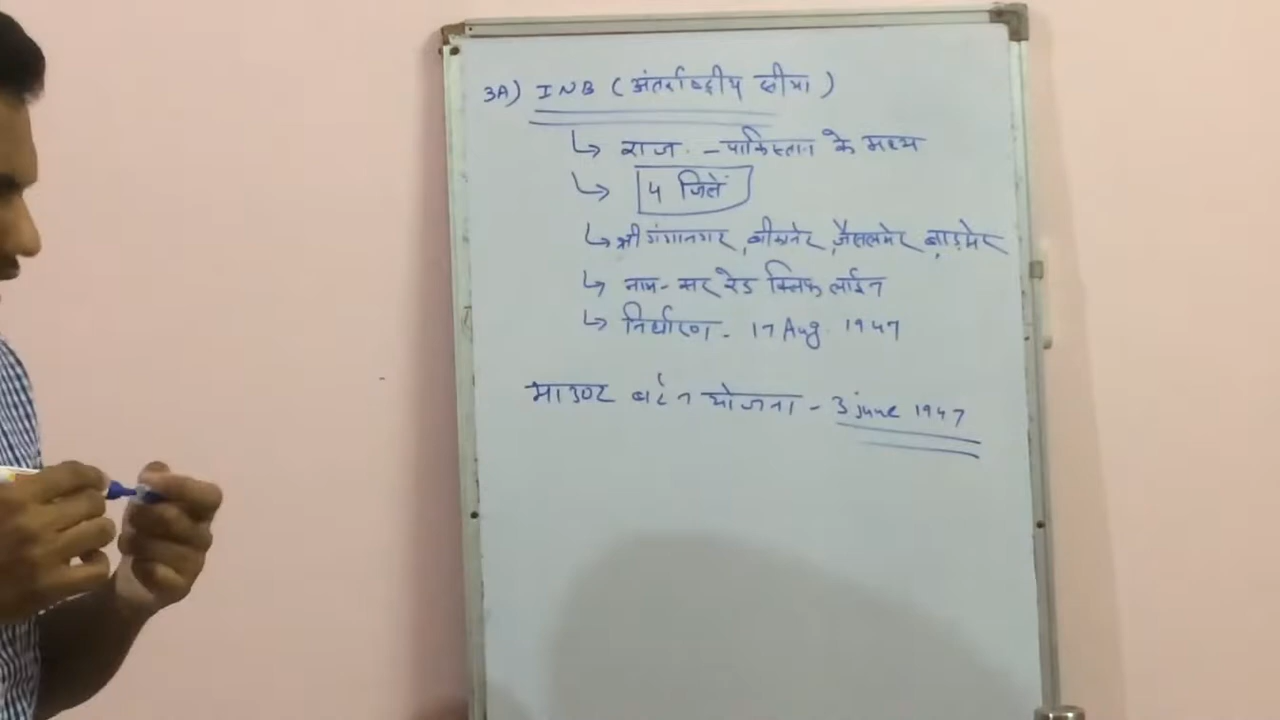 3A) INB ( अंतर्राष्ट्रीय सीमा )
↳ राज. - पाकिस्तान के मध्य
↳ 4 जिलें
↳ श्री गंगानगर, बीकानेर, जैसलमेर, बाड़मेर
↳ नाम - सर रेड क्लिफ लाईन
↳ निर्धारण - 17 Aug. 1947
माउण्ट बेटन योजना - 3 june 1947